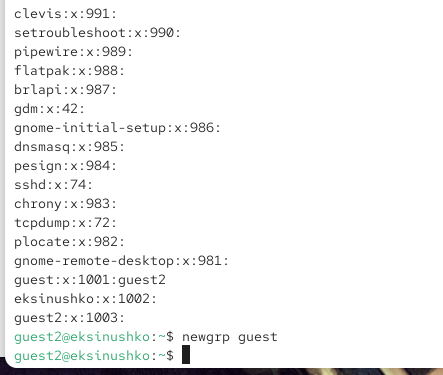 clevis:x:991:
setroubleshoot:x:990:
pipewire:x:989:
flatpak:x:988:
brlapi:x:987:
gdm:x:42:
gnome-initial-setup:x:986:
dnsmasq:x:985:
pesign:x:984:
sshd:x:74:
chrony:x:983:
tcpdump:x:72:
plocate:x:982:
gnome-remote-desktop:x:981:
guest:x:1001:guest2
eksinushko:x:1002:
guest2:x:1003:
guest2@eksinushko:~$ newgrp guest
guest2@eksinushko:~$